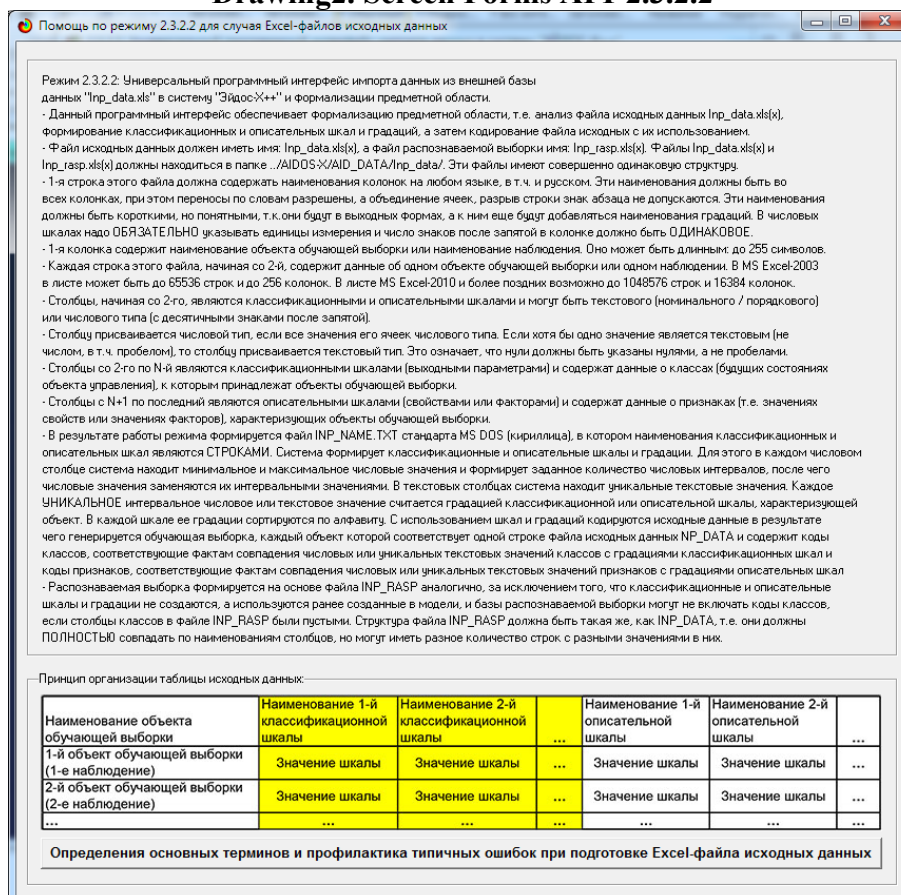 Drawing2. Screen Forms API 2.3.2.2
Помощь по режиму 2.3.2.2 для случая Excel-файлов исходных данных
Режим 2.3.2.2: Универсальный программный интерфейс импорта данных из внешней базы
данных "Inp_data.xls" в систему "Эйдос-X++" и формализации предметной области.
- Данный программный интерфейс обеспечивает формализацию предметной области, т.е. анализ файла исходных данных Inp_data.xls(x),
формирование классификационных и описательных шкал и градаций, а затем кодирование файла исходных с их использованием.
- Файл исходных данных должен иметь имя: Inp_data.xls(x), а файл распознаваемой выборки имя: Inp_rasp.xls(x). Файлы Inp_data.xls(x) и
Inp_rasp.xls(x) должны находиться в папке ../AIDOS-X/AID_DATA/Inp_data/. Эти файлы имеют совершенно одинаковую структуру.
- 1-я строка этого файла должна содержать наименования колонок на любом языке, в т.ч. и русском. Эти наименования должны быть во
всех колонках, при этом переносы по словам разрешены, а объединение ячеек, разрыв строки знак абзаца не допускаются. Эти наименования
должны быть короткими, но понятными, т.к.они будут в выходных формах, а к ним еще будут добавляться наименования градаций. В числовых
шкалах надо ОБЯЗАТЕЛЬНО указывать единицы измерения и число знаков после запятой в колонке должно быть ОДИНАКОВОЕ.
- 1-я колонка содержит наименование объекта обучающей выборки или наименование наблюдения. Оно может быть длинным: до 255 символов.
- Каждая строка этого файла, начиная со 2-й, содержит данные об одном объекте обучающей выборки или одном наблюдении. В MS Excel-2003
в листе может быть до 65536 строк и до 256 колонок. В листе MS Excel-2010 и более поздних возможно до 1048576 строк и 16384 колонок.
- Столбцы, начиная со 2-го, являются классификационными и описательными шкалами и могут быть текстового (номинального / порядкового)
или числового типа (с десятичными знаками после запятой).
- Столбцу присваивается числовой тип, если все значения его ячеек числового типа. Если хотя бы одно значение является текстовым (не
числом, в т.ч. пробелом), то столбцу присваивается текстовый тип. Это означает, что нули должны быть указаны нулями, а не пробелами.
- Столбцы со 2-го по N-й являются классификационными шкалами (выходными параметрами) и содержат данные о классах (будущих состояниях
объекта управления), к которым принадлежат объекты обучающей выборки.
- Столбцы с N+1 по последний являются описательными шкалами (свойствами или факторами) и содержат данные о признаках (т.е. значениях
свойств или значениях факторов), характеризующих объекты обучающей выборки.
- В результате работы режима формируется файл INP_NAME.TXT стандарта MS DOS (кириллица), в котором наименования классификационных и
описательных шкал являются СТРОКАМИ. Система формирует классификационные и описательные шкалы и градации. Для этого в каждом числовом
столбце система находит минимальное и максимальное числовые значения и формирует заданное количество числовых интервалов, после чего
числовые значения заменяются их интервальными значениями. В текстовых столбцах система находит уникальные текстовые значения. Каждое
УНИКАЛЬНОЕ интервальное числовое или текстовое значение считается градацией классификационной или описательной шкалы, характеризующей
объект. В каждой шкале ее градации сортируются по алфавиту. С использованием шкал и градаций кодируются исходные данные в результате
чего генерируется обучающая выборка, каждый объект которой соответствует одной строке файла исходных данных NP_DATA и содержит коды
классов, соответствующие фактам совпадения числовых или уникальных текстовых значений классов с градациями классификационных шкал и
коды признаков, соответствующие фактам совпадения числовых или уникальных текстовых значений признаков с градациями описательных шкал
- Распознаваемая выборка формируется на основе файла INP_RASP аналогично, за исключением того, что классификационные и описательные
шкалы и градации не создаются, а используются ранее созданные в модели, и базы распознаваемой выборки могут не включать коды классов,
если столбцы классов в файле INP_RASP были пустыми. Структура файла INP_RASP должна быть такая же, как INP_DATA, т.е. они должны
ПОЛНОСТЬЮ совпадать по наименованиям столбцов, но могут иметь разное количество строк с разными значениями в них.
Принцип организации таблицы исходных данных:
Наименование объекта обучающей выборки Наименование 1-й классификационной шкалы Наименование 2-й классификационной шкалы ... Наименование 1-й описательной шкалы Наименование 2-й описательной шкалы ...
1-й объект обучающей выборки (1-е наблюдение) Значение шкалы Значение шкалы ... Значение шкалы Значение шкалы ...
2-й объект обучающей выборки (2-е наблюдение) Значение шкалы Значение шкалы ... Значение шкалы Значение шкалы ...
... ... ... ... ... ... ...
Определения основных терминов и профилактика типичных ошибок при подготовке Excel-файла исходных данных